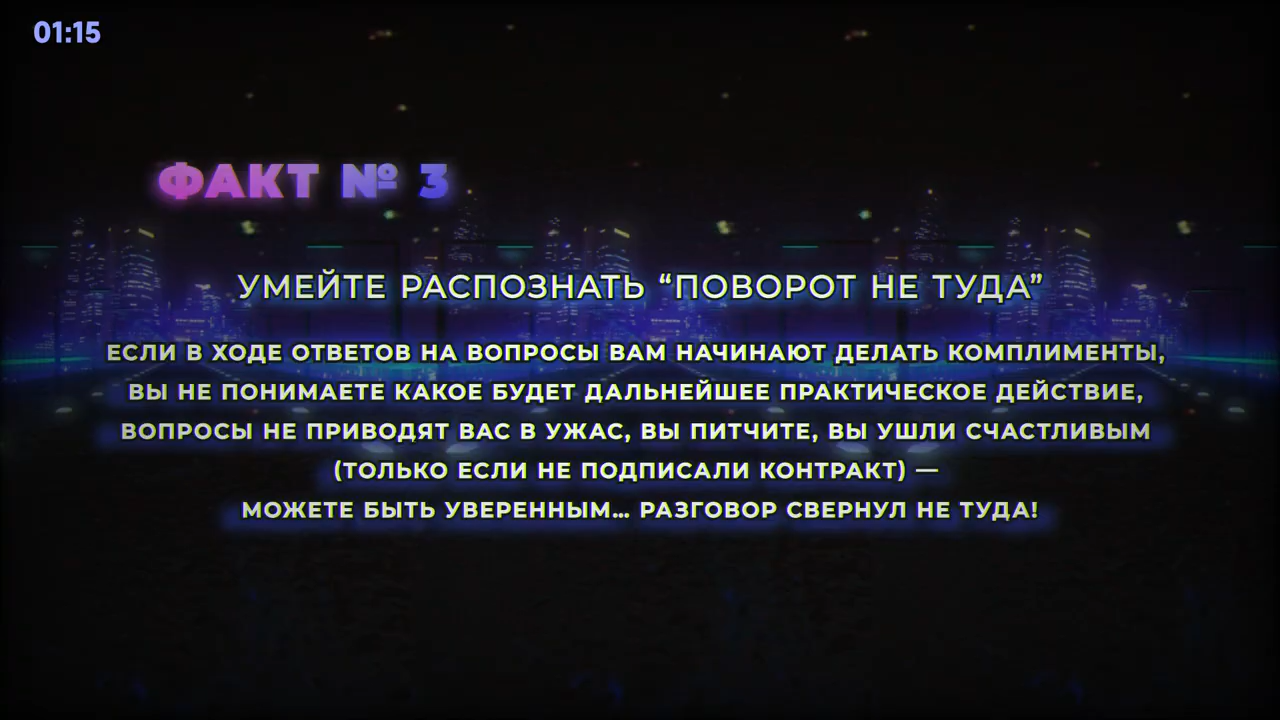 01:15
ФАКТ № 3
УМЕЙТЕ РАСПОЗНАТЬ “ПОВОРОТ НЕ ТУДА”
ЕСЛИ В ХОДЕ ОТВЕТОВ НА ВОПРОСЫ ВАМ НАЧИНАЮТ ДЕЛАТЬ КОМПЛИМЕНТЫ,
ВЫ НЕ ПОНИМАЕТЕ КАКОЕ БУДЕТ ДАЛЬНЕЙШЕЕ ПРАКТИЧЕСКОЕ ДЕЙСТВИЕ,
ВОПРОСЫ НЕ ПРИВОДЯТ ВАС В УЖАС, ВЫ ПИТЧИТЕ, ВЫ УШЛИ СЧАСТЛИВЫМ
(ТОЛЬКО ЕСЛИ НЕ ПОДПИСАЛИ КОНТРАКТ) —
МОЖЕТЕ БЫТЬ УВЕРЕННЫМ… РАЗГОВОР СВЕРНУЛ НЕ ТУДА!